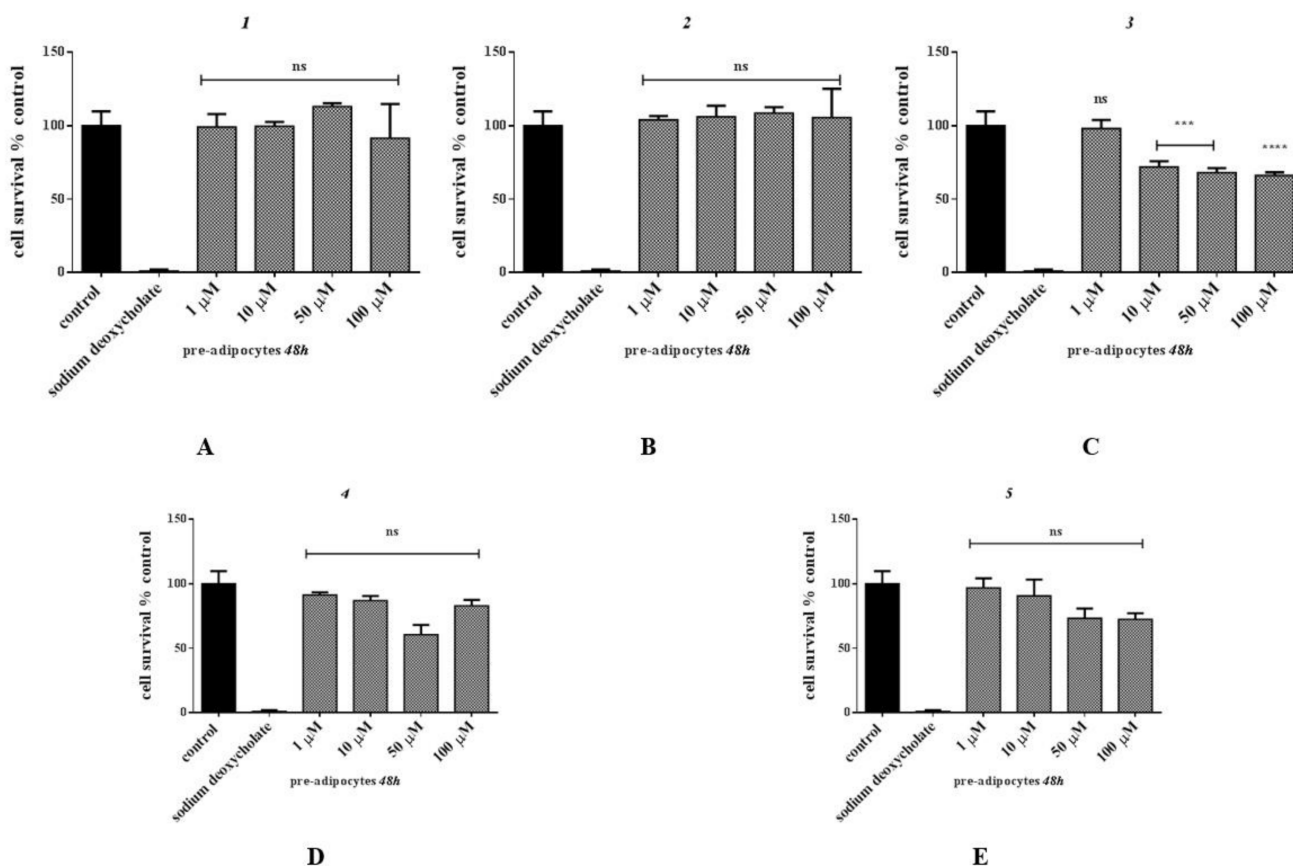 1
cell survival % control
150
100
50
0
ns
control
sodium deoxycholate
1 μM
10 μM
50 μM
100 μM
pre-adipocytes 48h
A
2
cell survival % control
150
100
50
0
ns
control
sodium deoxycholate
1 μM
10 μM
50 μM
100 μM
pre-adipocytes 48h
B
3
cell survival % control
150
100
50
0
ns
***
****
control
sodium deoxycholate
1 μM
10 μM
50 μM
100 μM
pre-adipocytes 48h
C
4
cell survival % control
150
100
50
0
ns
control
sodium deoxycholate
1 μM
10 μM
50 μM
100 μM
pre-adipocytes 48h
D
5
cell survival % control
150
100
50
0
ns
control
sodium deoxycholate
1 μM
10 μM
50 μM
100 μM
pre-adipocytes 48h
E